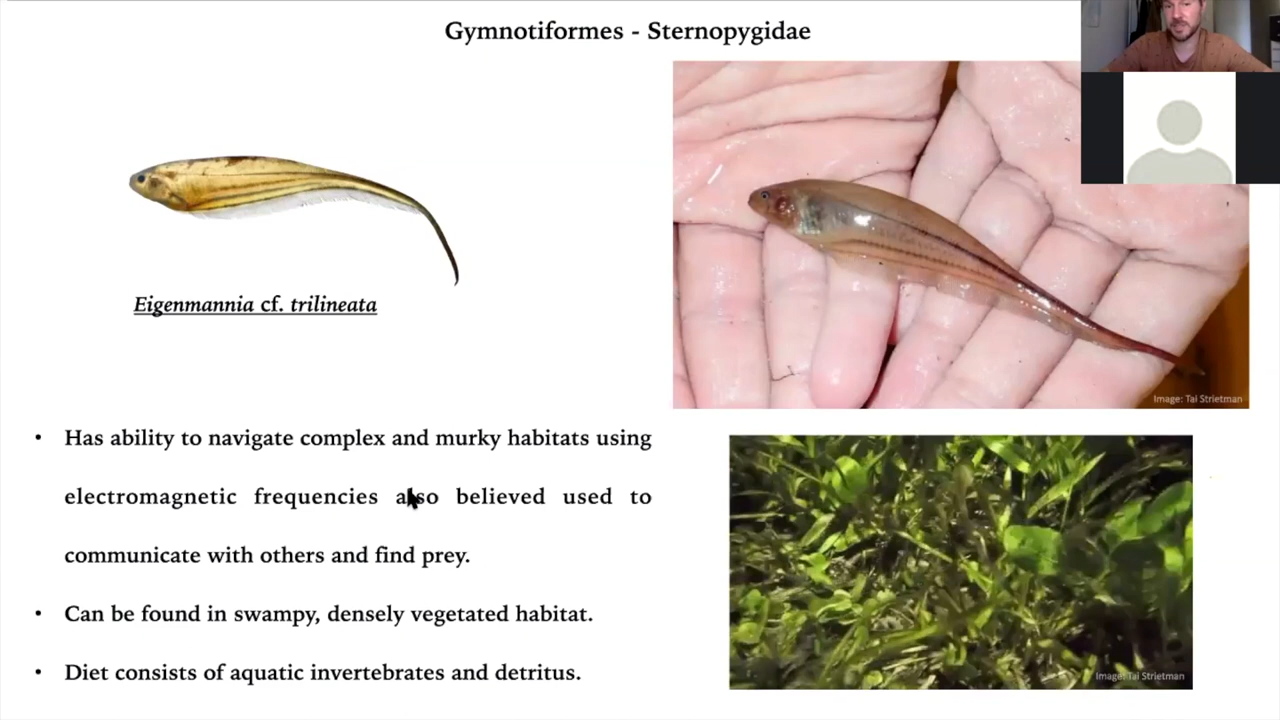 Gymnotiformes - Sternopygidae
Eigenmannia cf. trilineata
Image: Tai Strietman
• Has ability to navigate complex and murky habitats using
electromagnetic frequencies also believed used to
communicate with others and find prey.
• Can be found in swampy, densely vegetated habitat.
• Diet consists of aquatic invertebrates and detritus.
Image: Tai Strietman